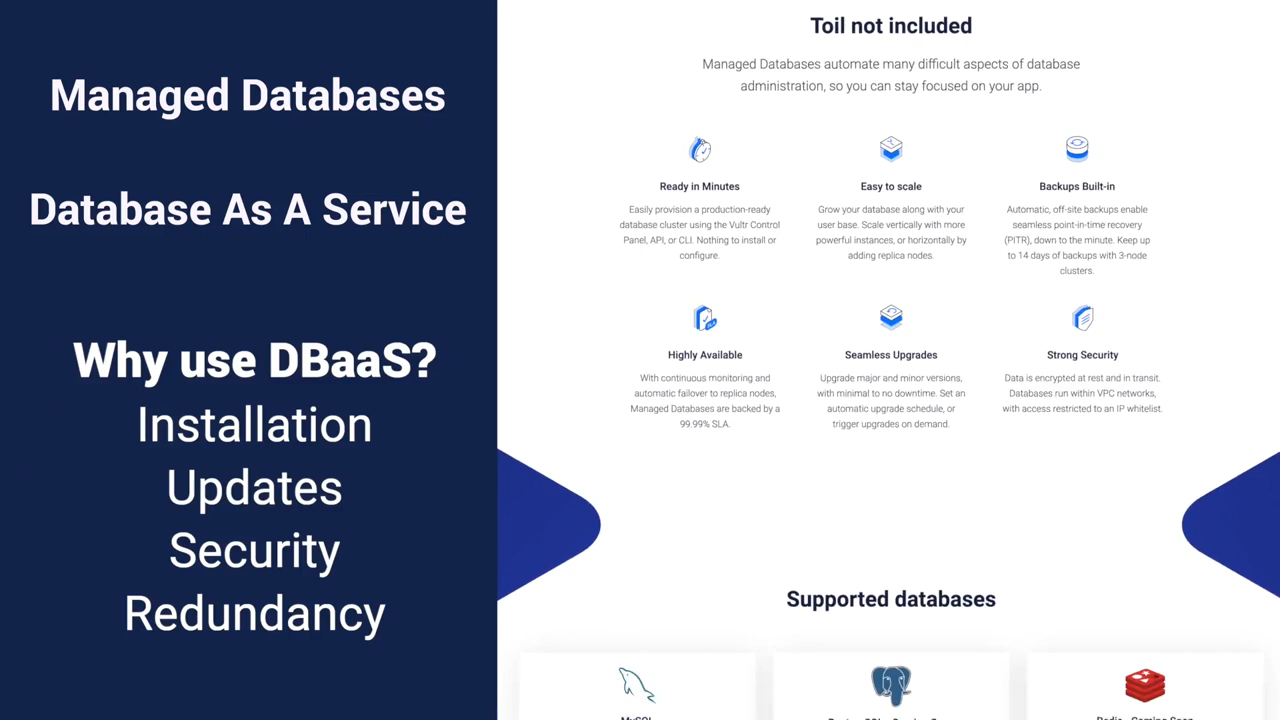 Managed Databases
Database As A Service
Why use DBaaS?
Installation
Updates
Security
Redundancy
Toil not included
Managed Databases automate many difficult aspects of database
administration, so you can stay focused on your app.
Ready in Minutes
Easily provision a production-ready
database cluster using the Vultr Control
Panel, API, or CLI. Nothing to install or
configure.
Easy to scale
Grow your database along with your
user base. Scale vertically with more
powerful instances, or horizontally by
adding replica nodes.
Backups Built-in
Automatic, off-site backups enable
seamless point-in-time recovery
(PITR), down to the minute. Keep up
to 14 days of backups with 3-node
clusters.
Highly Available
With continuous monitoring and
automatic failover to replica nodes,
Managed Databases are backed by a
99.99% SLA.
Seamless Upgrades
Upgrade major and minor versions,
with minimal to no downtime. Set an
automatic upgrade schedule, or
trigger upgrades on demand.
Strong Security
Data is encrypted at rest and in transit.
Databases run within VPC networks,
with access restricted to an IP whitelist.
Supported databases
MySQL